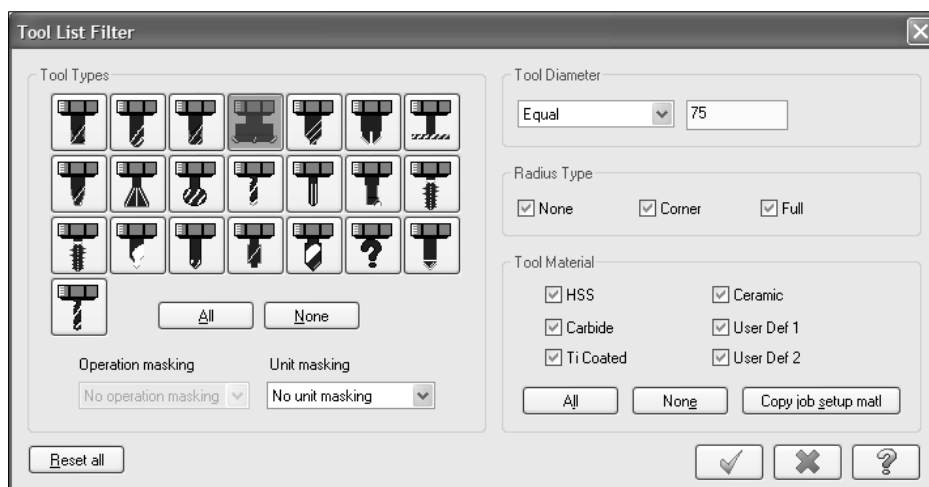 Tool List Filter
Tool Types
All
None
Operation masking
Unit masking
No operation masking
No unit masking
Reset all
Tool Diameter
Equal
75
Radius Type
None
Corner
Full
Tool Material
HSS
Ceramic
Carbide
User Def 1
Ti Coated
User Def 2
All
None
Copy job setup matl